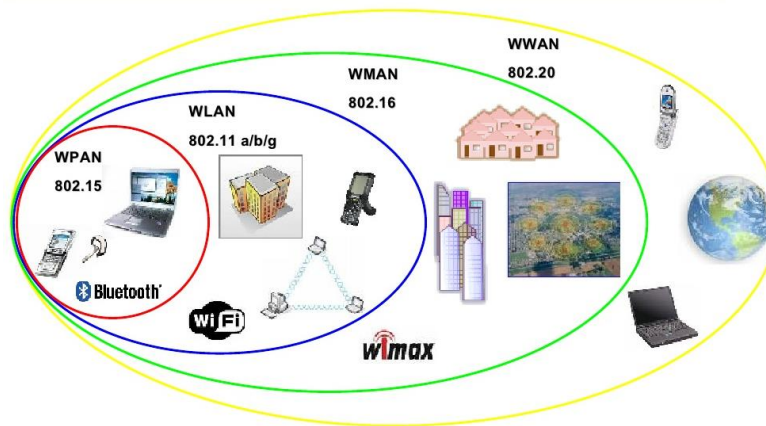 WWAN
802.20
WMAN
802.16
WLAN
802.11 a/b/g
WPAN
802.15
Bluetooth
WiFi
wimax